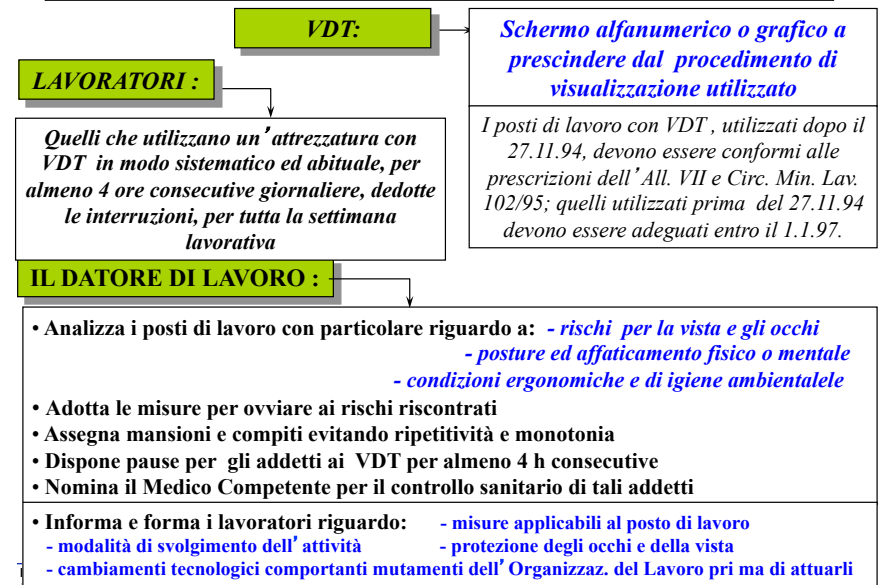 VDT:
Schermo alfanumerico o grafico a
prescindere dal procedimento di
visualizzazione utilizzato
I posti di lavoro con VDT , utilizzati dopo il
27.11.94, devono essere conformi alle
prescrizioni dell’All. VII e Circ. Min. Lav.
102/95; quelli utilizzati prima del 27.11.94
devono essere adeguati entro il 1.1.97.
LAVORATORI :
Quelli che utilizzano un’attrezzatura con
VDT in modo sistematico ed abituale, per
almeno 4 ore consecutive giornaliere, dedotte
le interruzioni, per tutta la settimana
lavorativa
IL DATORE DI LAVORO :
• Analizza i posti di lavoro con particolare riguardo a: - rischi per la vista e gli occhi
- posture ed affaticamento fisico o mentale
- condizioni ergonomiche e di igiene ambientalele
• Adotta le misure per ovviare ai rischi riscontrati
• Assegna mansioni e compiti evitando ripetitività e monotonia
• Dispone pause per gli addetti ai VDT per almeno 4 h consecutive
• Nomina il Medico Competente per il controllo sanitario di tali addetti
• Informa e forma i lavoratori riguardo: - misure applicabili al posto di lavoro
- modalità di svolgimento dell’attività - protezione degli occhi e della vista
- cambiamenti tecnologici comportanti mutamenti dell’Organizzaz. del Lavoro pri ma di attuarli